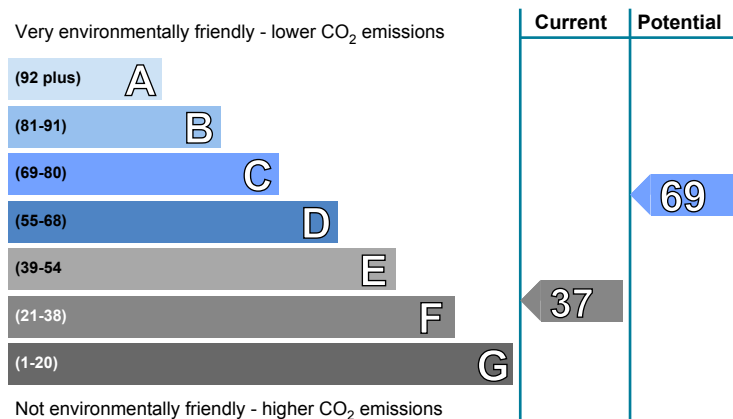 Current Potential
Very environmentally friendly - lower CO₂ emissions
(92 plus) A
(81-91) B
(69-80) C
69
(55-68) D
(39-54 E
37
(21-38) F
(1-20) G
Not environmentally friendly - higher CO₂ emissions